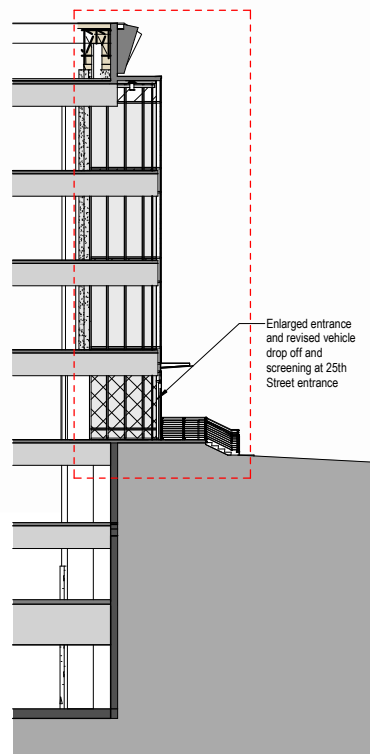 Enlarged entrance
and revised vehicle
drop off and
screening at 25th
Street entrance